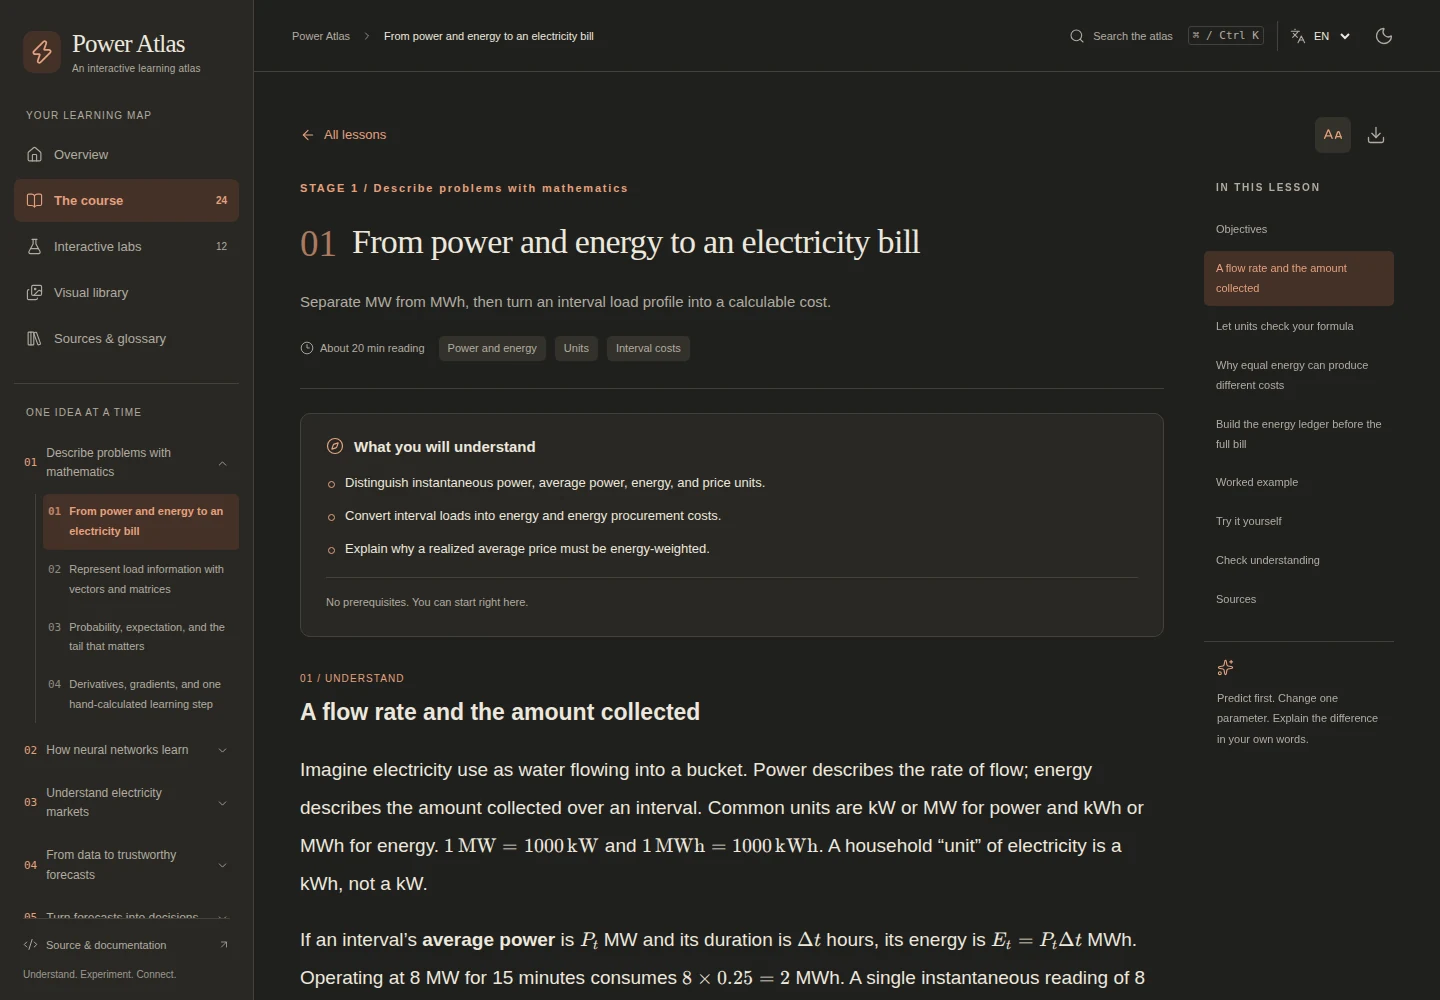 Power Atlas
An interactive learning atlas
YOUR LEARNING MAP
Overview
The course 24
Interactive labs 12
Visual library
Sources & glossary
ONE IDEA AT A TIME
01 Describe problems with
mathematics
01 From power and energy to an
electricity bill
02 Represent load information with
vectors and matrices
03 Probability, expectation, and the
tail that matters
04 Derivatives, gradients, and one
hand-calculated learning step
02 How neural networks learn
03 Understand electricity
markets
04 From data to trustworthy
forecasts
05 Turn forecasts into decisions
Source & documentation
Understand. Experiment. Connect.
Power Atlas > From power and energy to an electricity bill
Search the atlas ⌘ / Ctrl K
EN
All lessons
AA
STAGE 1 / Describe problems with mathematics
01 From power and energy to an electricity bill
Separate MW from MWh, then turn an interval load profile into a calculable cost.
About 20 min reading Power and energy Units Interval costs
What you will understand
Distinguish instantaneous power, average power, energy, and price units.
Convert interval loads into energy and energy procurement costs.
Explain why a realized average price must be energy-weighted.
No prerequisites. You can start right here.
01 / UNDERSTAND
A flow rate and the amount collected
Imagine electricity use as water flowing into a bucket. Power describes the rate of flow; energy
describes the amount collected over an interval. Common units are kW or MW for power and kWh or
MWh for energy. 1 MW = 1000 kW and 1 MWh = 1000 kWh. A household “unit” of electricity is a
kWh, not a kW.
If an interval’s average power is P_t MW and its duration is Δt hours, its energy is E_t = P_tΔt MWh.
Operating at 8 MW for 15 minutes consumes 8 × 0.25 = 2 MWh. A single instantaneous reading of 8
IN THIS LESSON
Objectives
A flow rate and the amount
collected
Let units check your formula
Why equal energy can produce
different costs
Build the energy ledger before the
full bill
Worked example
Try it yourself
Check understanding
Sources
Predict first. Change one
parameter. Explain the difference
in your own words.